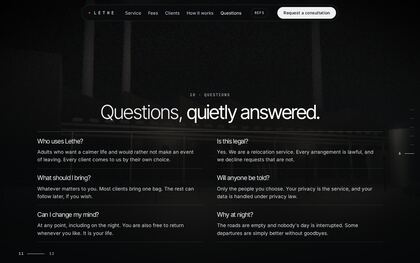 LETHE Service Fees Clients How it works Questions REFS Request a consultation
10 · QUESTIONS
Questions, quietly answered.
Who uses Lethe?
Adults who want a calmer life and would rather not make an event
of leaving. Every client comes to us by their own choice.
Is this legal?
Yes. We are a relocation service. Every arrangement is lawful, and
we decline requests that are not.
What should I bring?
Whatever matters to you. Most clients bring one bag. The rest can
follow later, if you wish.
Will anyone be told?
Only the people you choose. Your privacy is the service, and your
data is handled under privacy law.
Can I change my mind?
At any point, including on the night. You are also free to return
whenever you like. It is your life.
Why at night?
The roads are empty and nobody's day is interrupted. Some
departures are simply better without goodbyes.
11 12